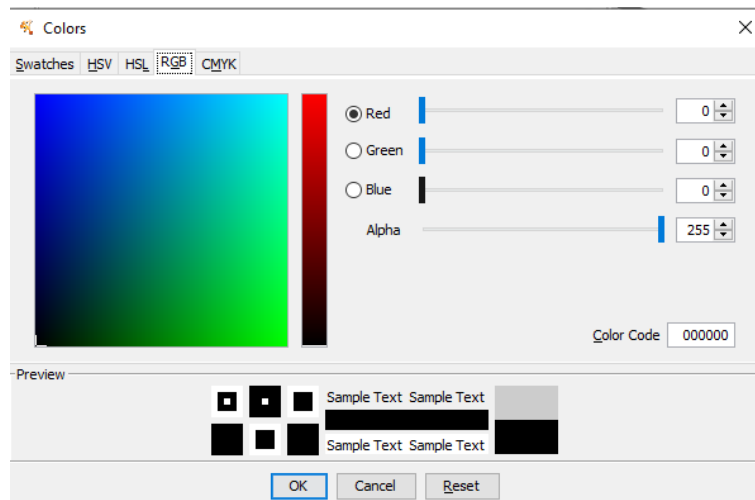 Colors
Swatches HSV HSL RGB CMYK
Red 0
Green 0
Blue 0
Alpha 255
Color Code 000000
Preview
Sample Text Sample Text
Sample Text Sample Text
OK Cancel Reset